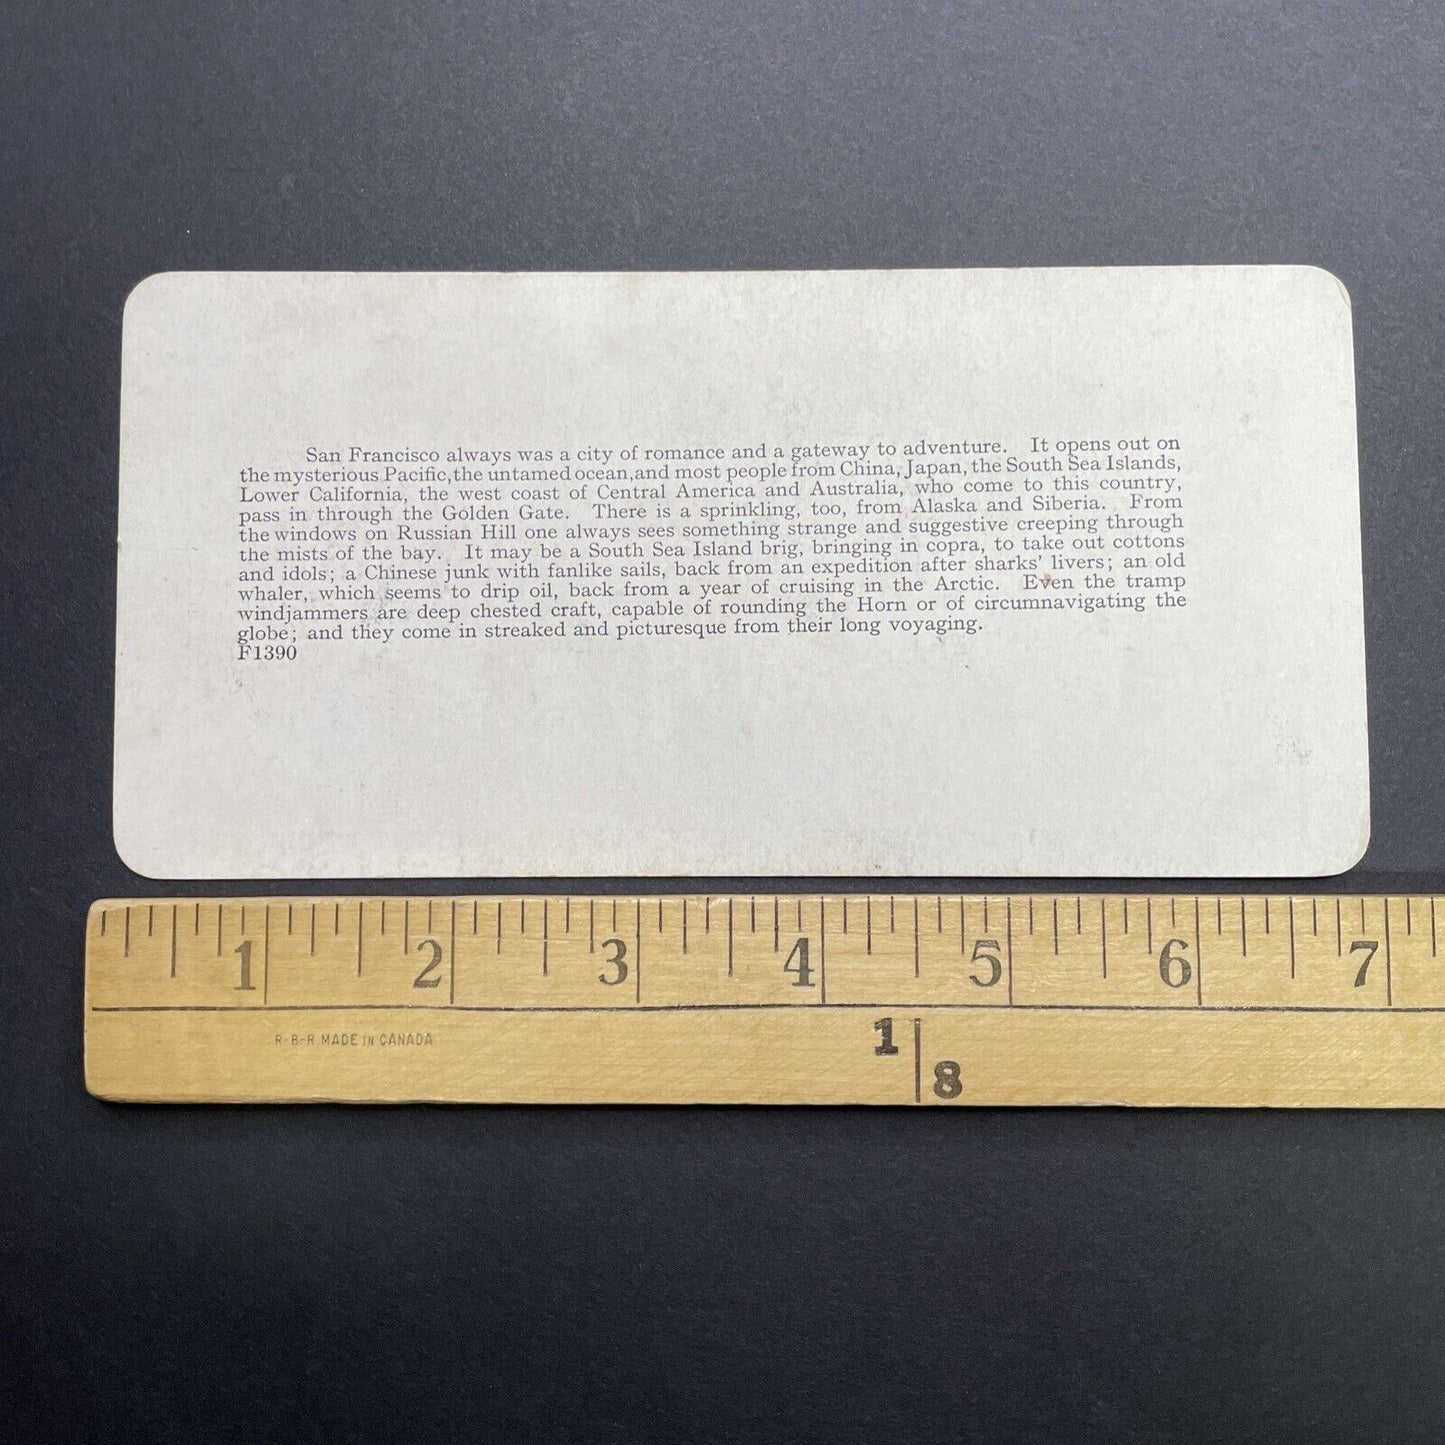 San Francisco always was a city of romance and a gateway to adventure. It opens out on
the mysterious Pacific, the untamed ocean, and most people from China, Japan, the South Sea Islands,
Lower California, the west coast of Central America and Australia, who come to this country,
pass in through the Golden Gate. There is a sprinkling, too, from Alaska and Siberia. From
the windows on Russian Hill one always sees something strange and suggestive creeping through
the mists of the bay. It may be a South Sea Island brig, bringing in copra, to take out cottons
and idols; a Chinese junk with fanlike sails, back from an expedition after sharks' livers; an old
whaler, which seems to drip oil, back from a year of cruising in the Arctic. Even the tramp
windjammers are deep chested craft, capable of rounding the Horn or of circumnavigating the
globe; and they come in streaked and picturesque from their long voyaging.
F1390
1 2 3 4 5 6 7
R-B-R MADE IN CANADA
1 8